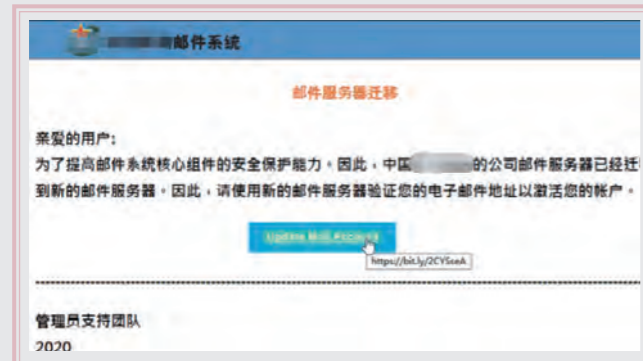 邮件系统
邮件服务器迁移
亲爱的用户:
为了提高邮件系统核心组件的安全保护能力。因此，中国 的公司邮件服务器已经迁
到新的邮件服务器。因此，请使用新的邮件服务器验证您的电子邮件地址以激活您的帐户。
Update Mail Account
https://bit.ly/2CYSseA
管理员支持团队
2020